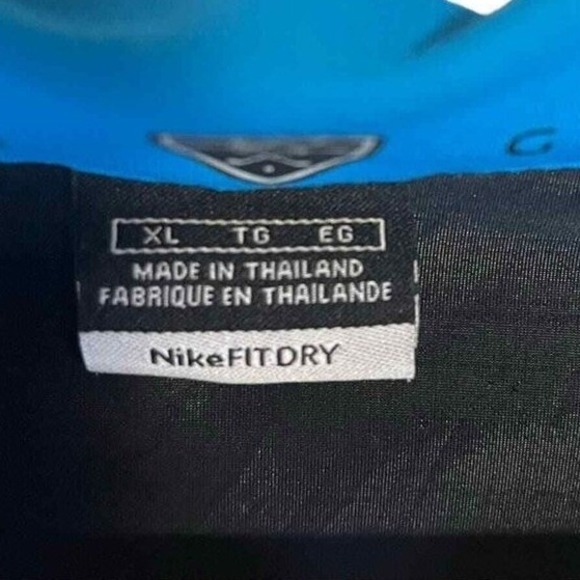 G
XL TG EG
MADE IN THAILAND
FABRIQUE EN THAILANDE
NikeFITDRY